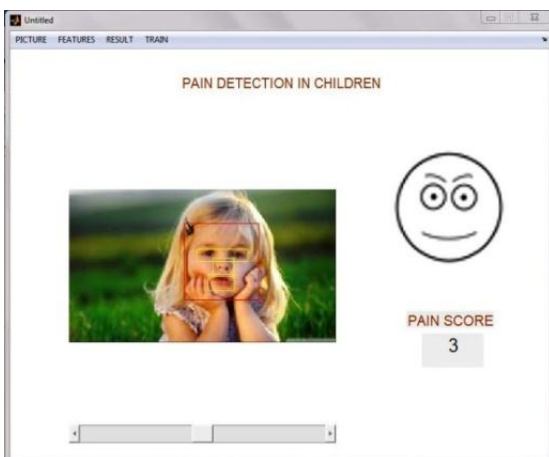 Untitled
PICTURE FEATURES RESULT TRAIN
PAIN DETECTION IN CHILDREN
PAIN SCORE
3